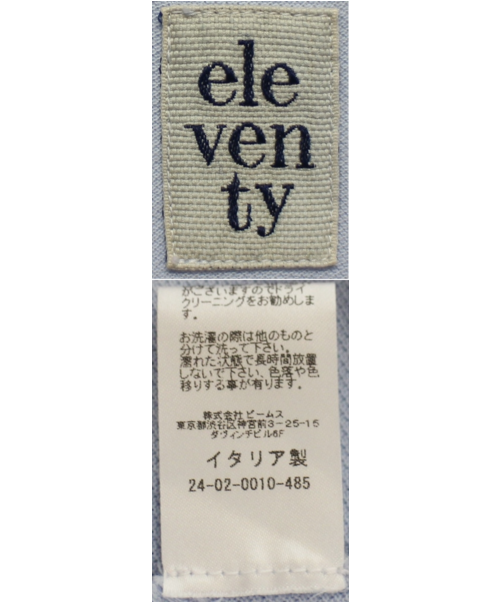 ele
ven
ty
がございますのでドライ
クリーニングをお勧めしま
す。
お洗濯の際は他のものと
分けて洗って下さい。
濡れた状態で長時間放置
しないで下さい、色落や色
移りする事が有ります。
株式会社ビームス
東京都渋谷区神宮前3-25-15
ダヴィンチビル6F
イタリア製
24-02-0010-485